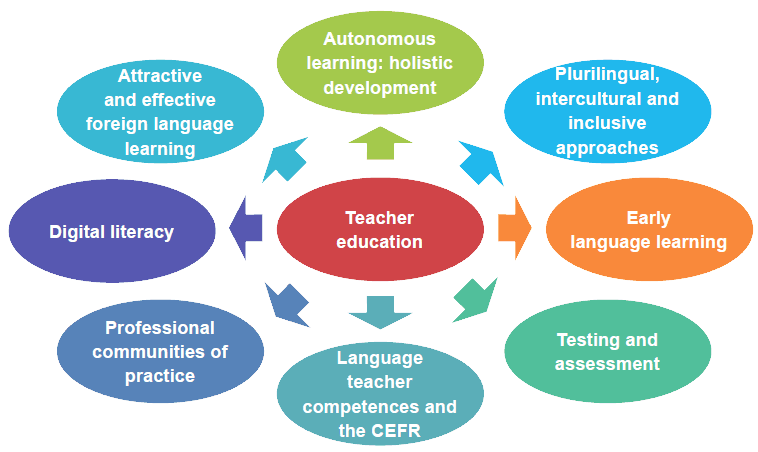 Autonomous
learning: holistic
development
Attractive
and effective
foreign language
learning
Plurilingual,
intercultural and
inclusive
approaches
Digital literacy
Teacher
education
Early
language learning
Professional
communities of
practice
Language
teacher
competences and
the CEFR
Testing and
assessment